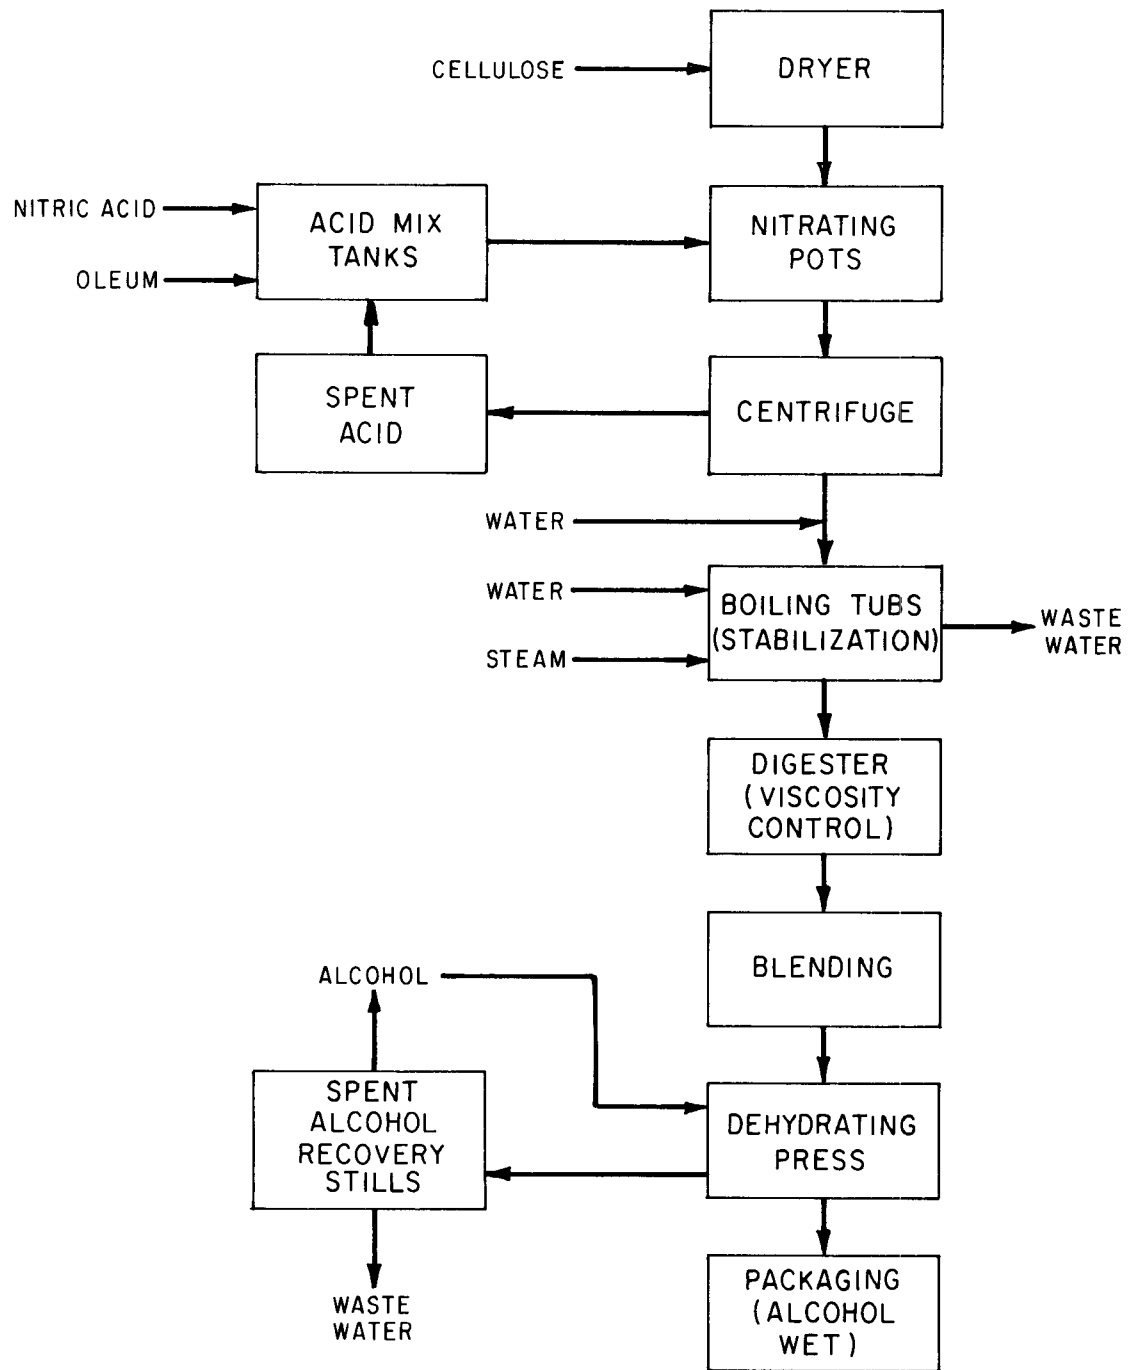 CELLULOSE
DRYER
NITRIC ACID
OLEUM
ACID MIX
TANKS
NITRATING
POTS
SPENT
ACID
CENTRIFUGE
WATER
WATER
STEAM
BOILING TUBS
(STABILIZATION)
WASTE
WATER
DIGESTER
(VISCOSITY
CONTROL)
BLENDING
ALCOHOL
SPENT
ALCOHOL
RECOVERY
STILLS
DEHYDRATING
PRESS
WASTE
WATER
PACKAGING
(ALCOHOL
WET)